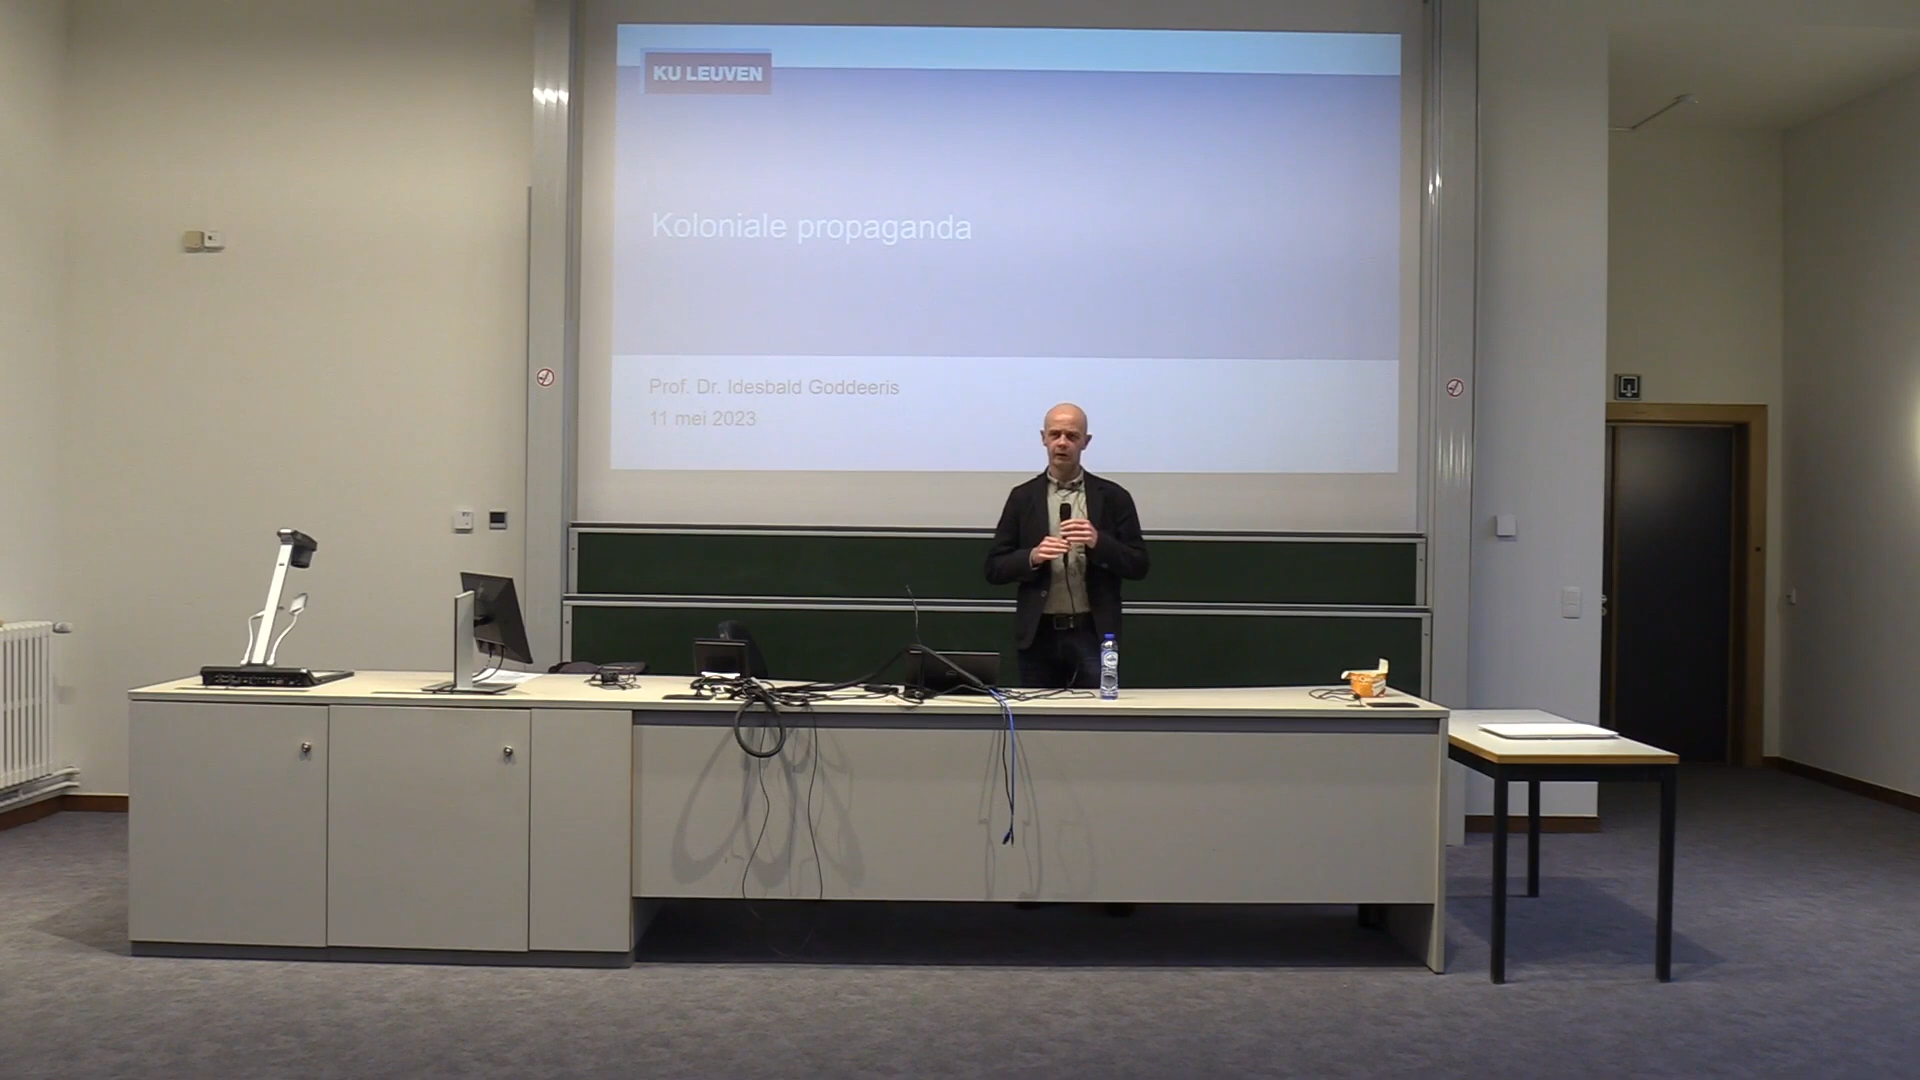 KU LEUVEN
Koloniale propaganda
Prof. Dr. Idesbald Goddeeris
11 mei 2023